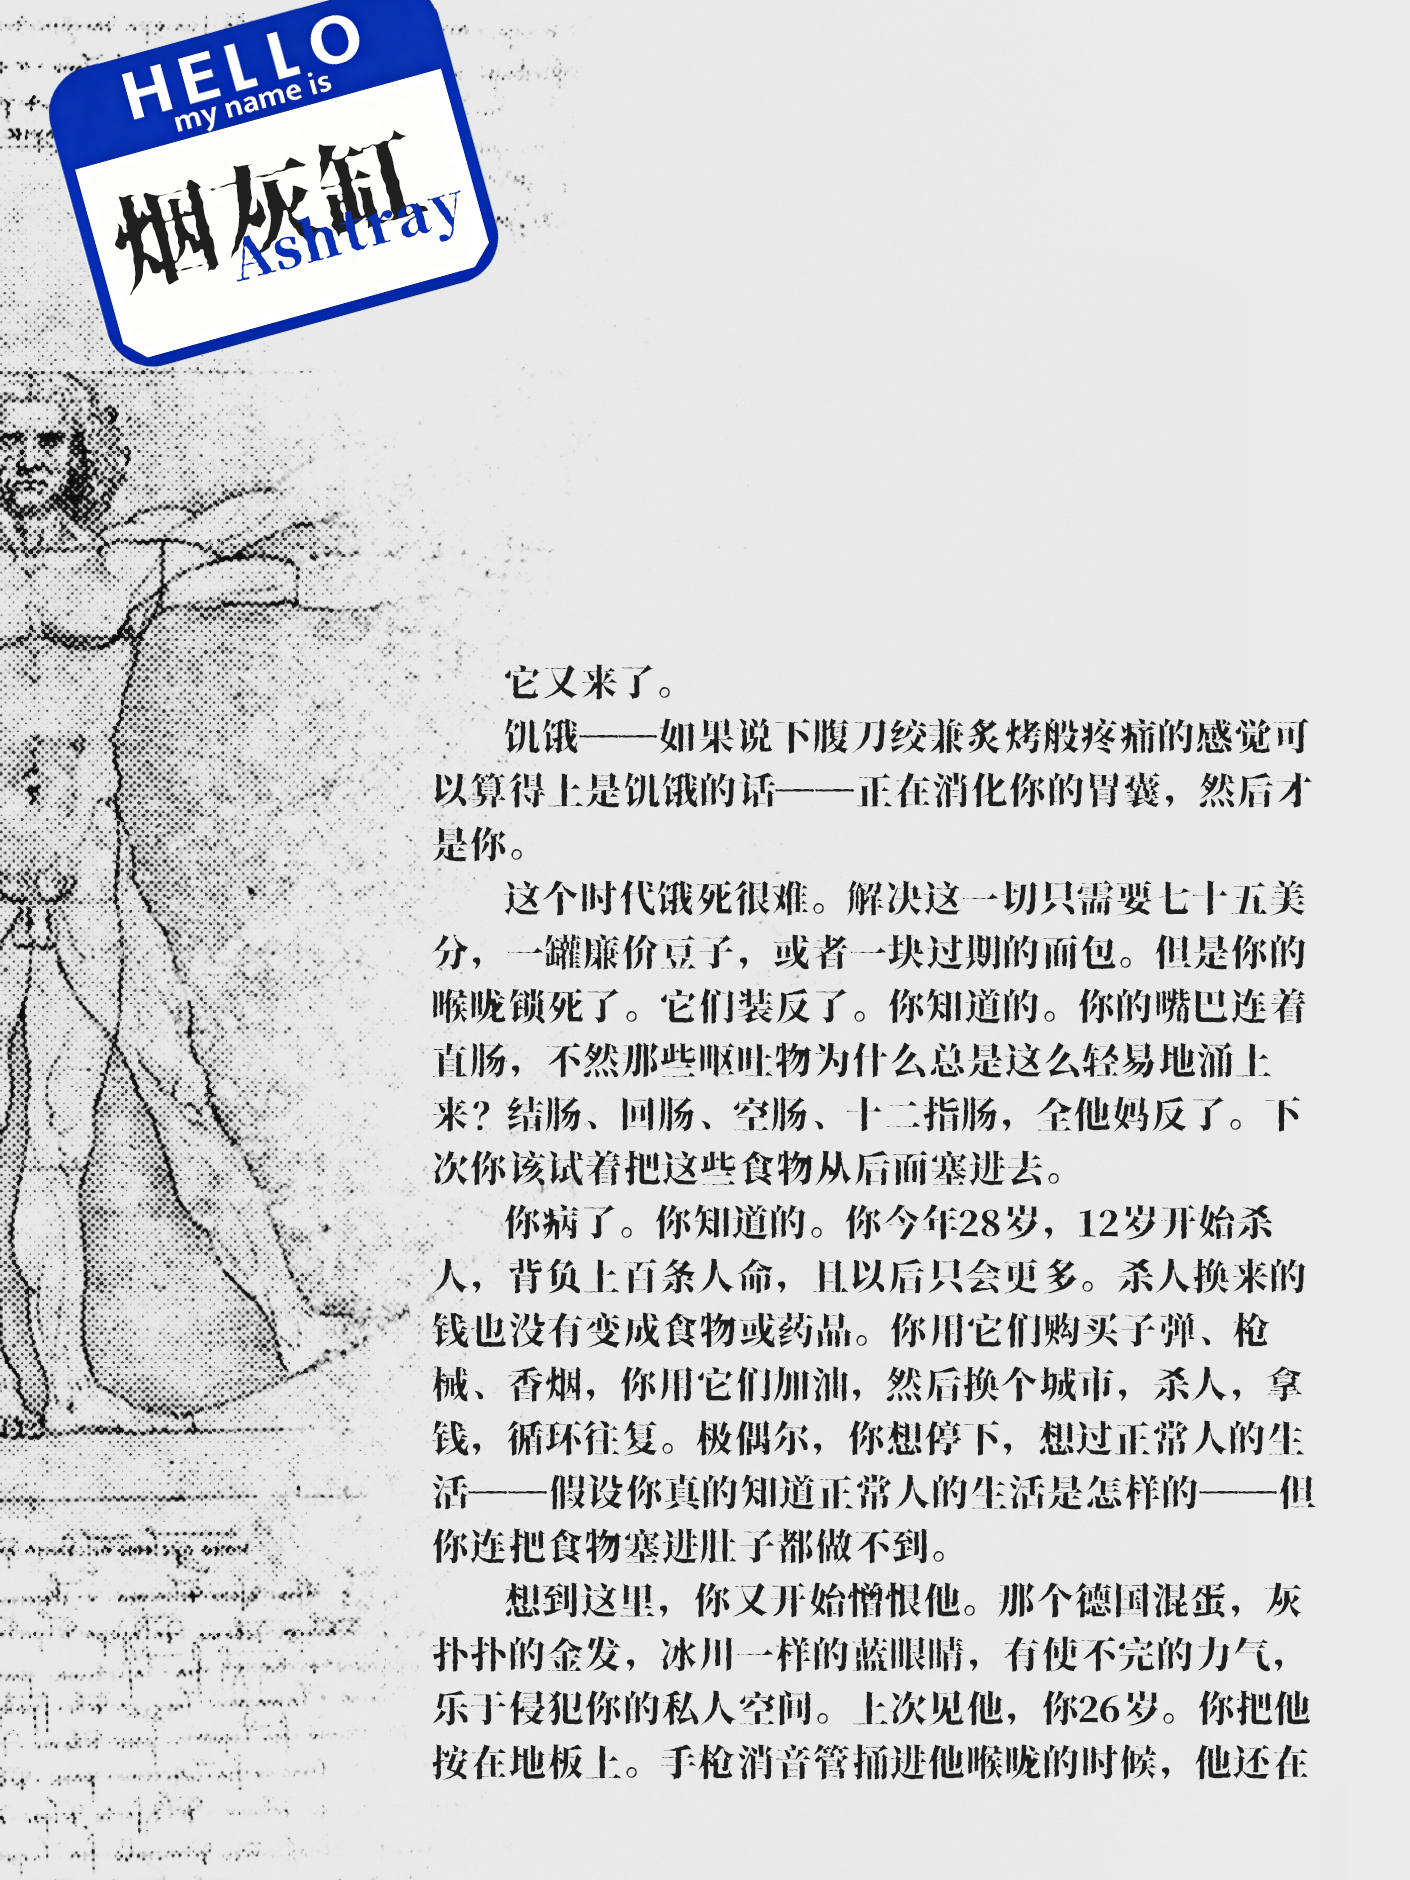 HELLO
my name is
烟灰缸
Ashtray
它又来了。
饥饿——如果说下腹刀绞兼炙烤般疼痛的感觉可
以算得上是饥饿的话——正在消化你的胃囊，然后才
是你。
这个时代饿死很难。解决这一切只需要七十五美
分，一罐廉价豆子，或者一块过期的面包。但是你的
喉咙锁死了。它们装反了。你知道的。你的嘴巴连着
直肠，不然那些呕吐物为什么总是这么轻易地涌上
来？结肠、回肠、空肠、十二指肠，全他妈反了。下
次你该试着把这些食物从后面塞进去。
你病了。你知道的。你今年28岁，12岁开始杀
人，背负上百条人命，且以后只会更多。杀人换来的
钱也没有变成食物或药品。你用它们购买子弹、枪
械、香烟，你用它们加油，然后换个城市，杀人，拿
钱，循环往复。极偶尔，你想停下，想过正常人的生
活——假设你真的知道正常人的生活是怎样的——但
你连把食物塞进肚子都做不到。
想到这里，你又开始憎恨他。那个德国混蛋，灰
扑扑的金发，冰川一样的蓝眼睛，有使不完的力气，
乐于侵犯你的私人空间。上次见他，你26岁。你把他
按在地板上。手枪消音管捅进他喉咙的时候，他还在